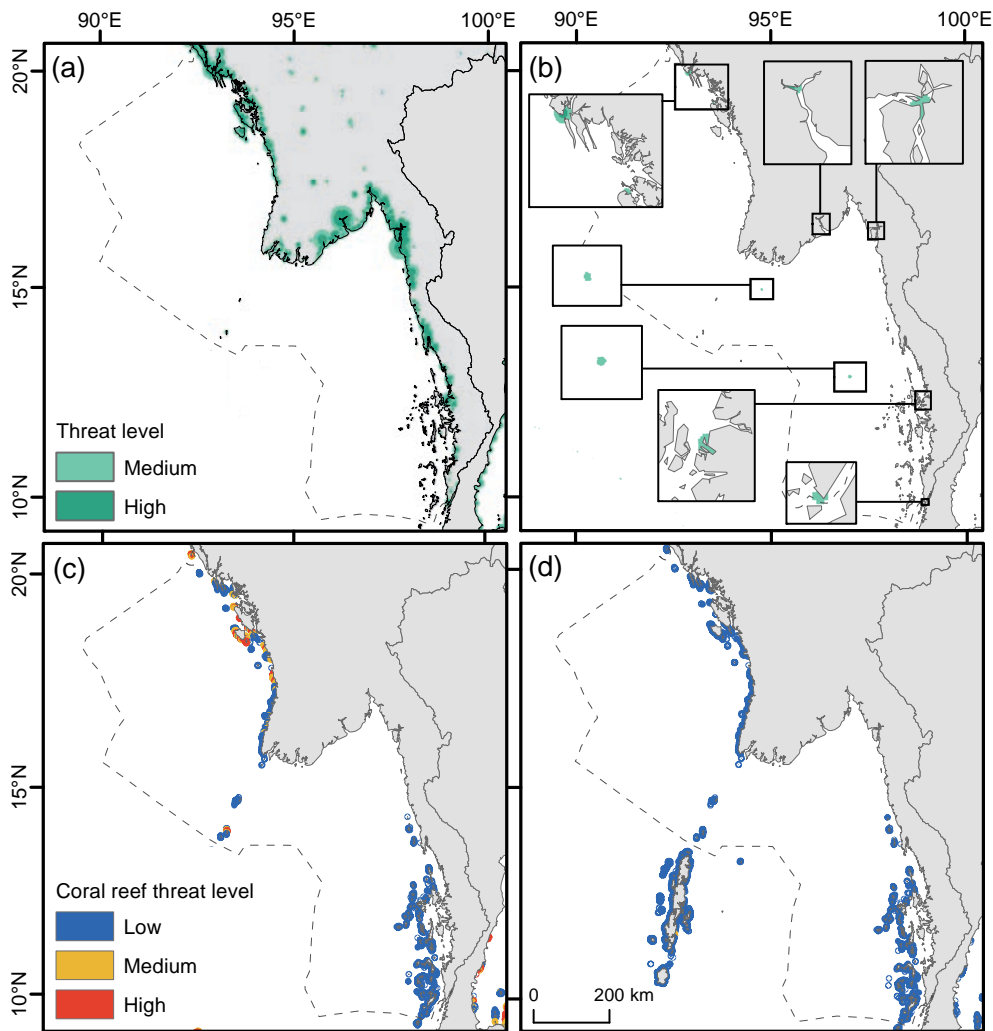 90°E 95°E 100°E 90°E 95°E 100°E
(a) (b)
20°N
15°N
10°N
Threat level
Medium
High
(c) (d)
20°N
15°N
10°N
Coral reef threat level
Low
Medium
High
0 200 km